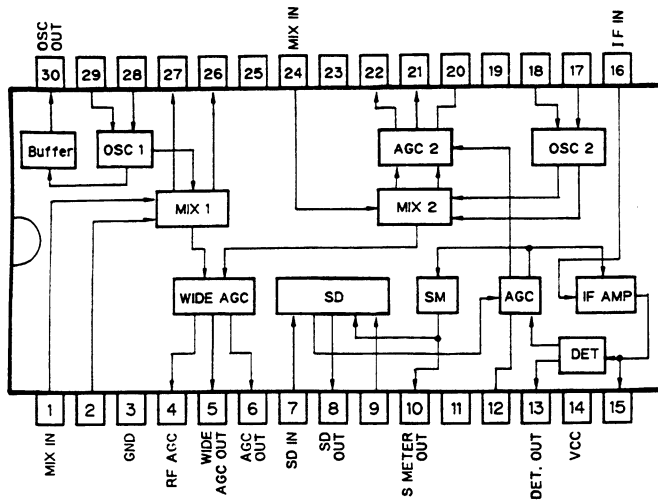 OSC
OUT
MIX IN
IF IN
30 29 28 27 26 25 24 23 22 21 20 19 18 17 16
Buffer
OSC 1
AGC 2
OSC 2
MIX 1
MIX 2
WIDE AGC
SD
SM
AGC
IF AMP
DET
1 2 3 4 5 6 7 8 9 10 11 12 13 14 15
MIX IN
GND
RF AGC
WIDE
AGC OUT
AGC
OUT
SD IN
SD
OUT
S METER
OUT
DET. OUT
VCC